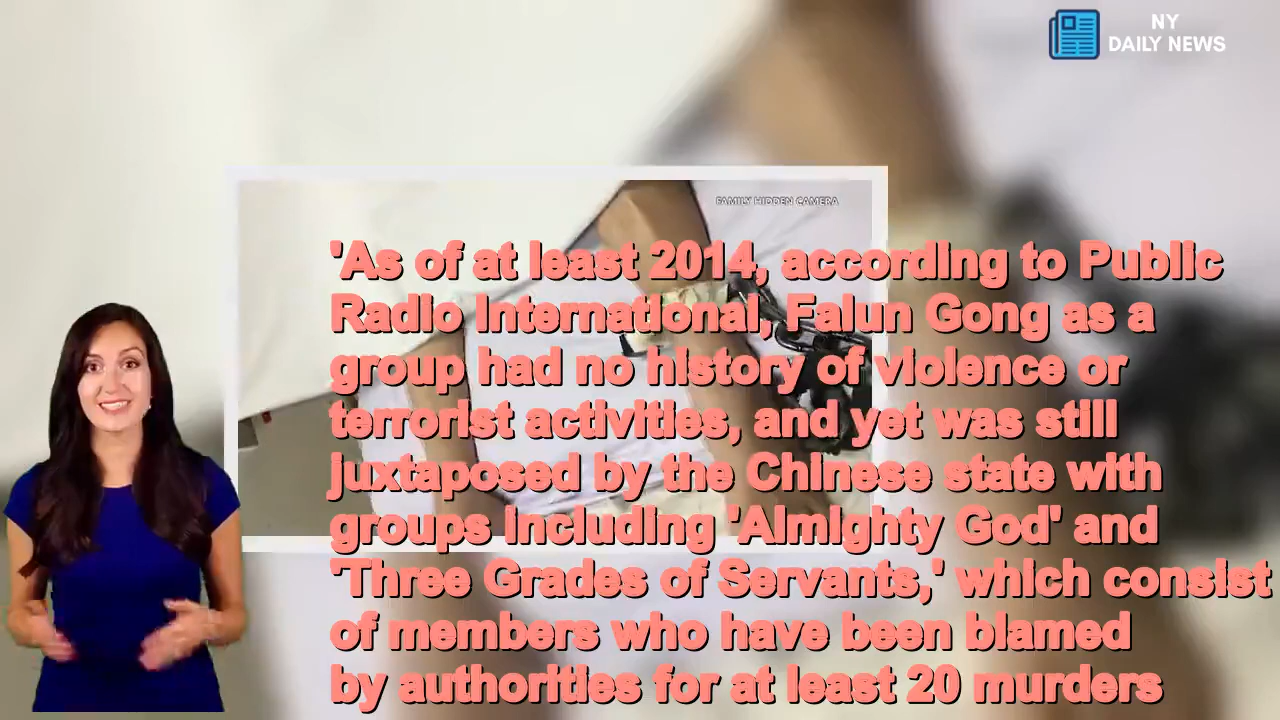 NY
DAILY NEWS
FAMILY HIDDEN CAMERA
'As of at least 2014, according to Public
Radio International, Falun Gong as a
group had no history of violence or
terrorist activities, and yet was still
juxtaposed by the Chinese state with
groups including 'Almighty God' and
'Three Grades of Servants,' which consist
of members who have been blamed
by authorities for at least 20 murders